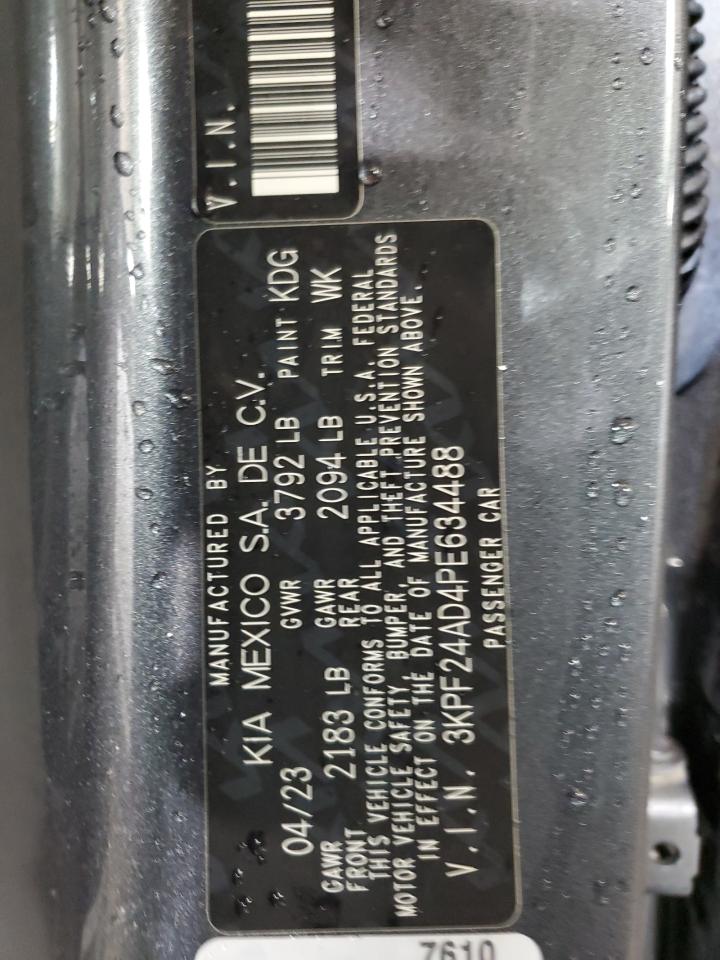 V.I.N.
MANUFACTURED BY
KIA MEXICO S.A. DE C.V.
04/23 GVWR 3792 LB PAINT KDG
GAWR FRONT 2183 LB GAWR REAR 2094 LB TRIM WK
THIS VEHICLE CONFORMS TO ALL APPLICABLE U.S.A. FEDERAL
MOTOR VEHICLE SAFETY, BUMPER, AND THEFT PREVENTION STANDARDS
IN EFFECT ON THE DATE OF MANUFACTURE SHOWN ABOVE.
V.I.N. 3KPF24AD4PE634488
PASSENGER CAR
7610